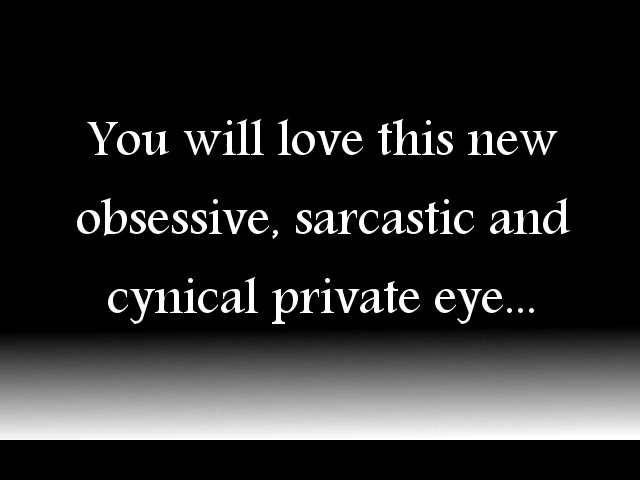 You will love this new
obsessive, sarcastic and
cynical private eye...